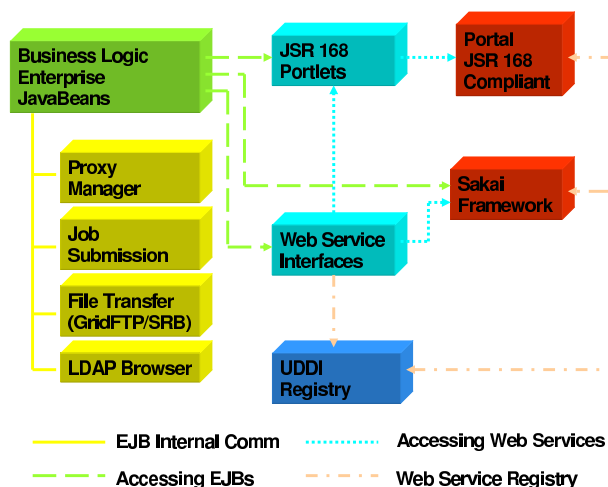 Business Logic
Enterprise
JavaBeans
JSR 168
Portlets
Portal
JSR 168
Compliant
Proxy
Manager
Sakai
Framework
Job
Submission
Web Service
Interfaces
File Transfer
(GridFTP/SRB)
LDAP Browser
UDDI
Registry
EJB Internal Comm
Accessing Web Services
Accessing EJBs
Web Service Registry